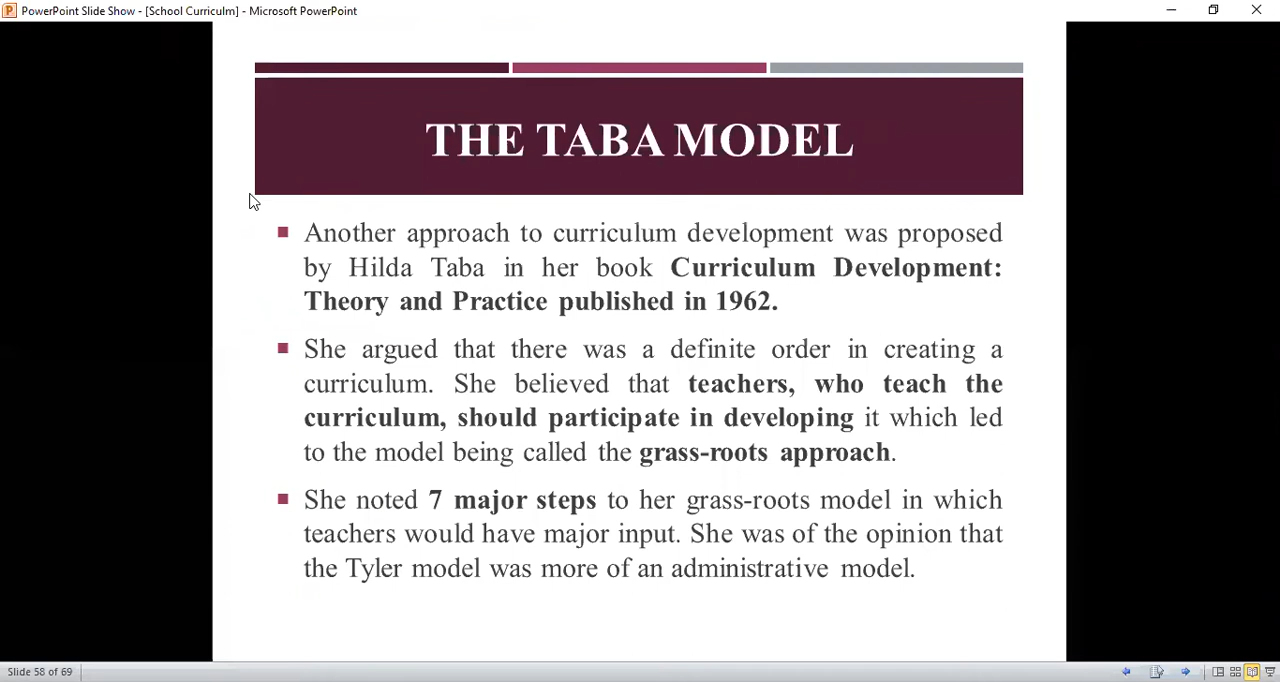 PowerPoint Slide Show - [School Curriculm] - Microsoft PowerPoint
THE TABA MODEL
Another approach to curriculum development was proposed
by Hilda Taba in her book Curriculum Development:
Theory and Practice published in 1962.
She argued that there was a definite order in creating a
curriculum. She believed that teachers, who teach the
curriculum, should participate in developing it which led
to the model being called the grass-roots approach.
She noted 7 major steps to her grass-roots model in which
teachers would have major input. She was of the opinion that
the Tyler model was more of an administrative model.
Slide 58 of 69